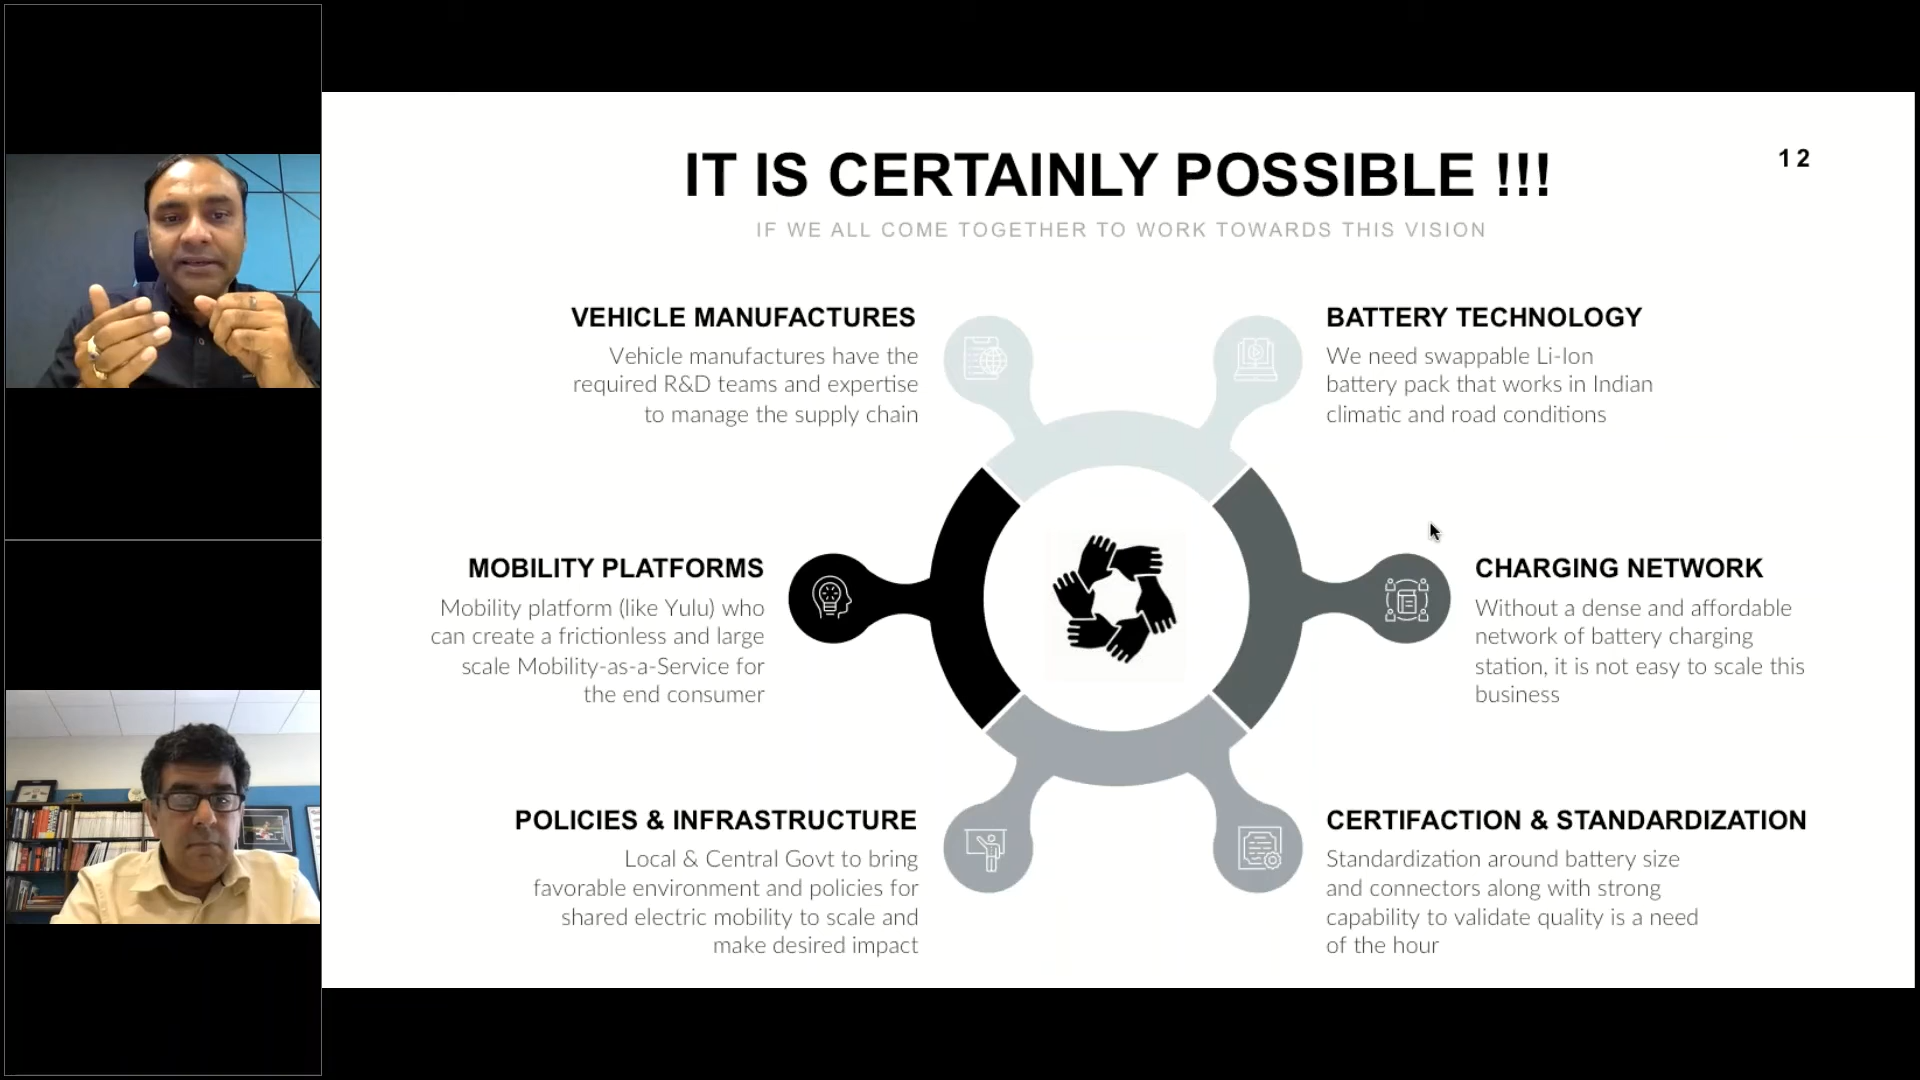 IT IS CERTAINLY POSSIBLE !!!
12
IF WE ALL COME TOGETHER TO WORK TOWARDS THIS VISION
VEHICLE MANUFACTURES
Vehicle manufactures have the
required R&D teams and expertise
to manage the supply chain
BATTERY TECHNOLOGY
We need swappable Li-Ion
battery pack that works in Indian
climatic and road conditions
MOBILITY PLATFORMS
Mobility platform (like Yulu) who
can create a frictionless and large
scale Mobility-as-a-Service for
the end consumer
CHARGING NETWORK
Without a dense and affordable
network of battery charging
station, it is not easy to scale this
business
POLICIES & INFRASTRUCTURE
Local & Central Govt to bring
favorable environment and policies for
shared electric mobility to scale and
make desired impact
CERTIFACTION & STANDARDIZATION
Standardization around battery size
and connectors along with strong
capability to validate quality is a need
of the hour